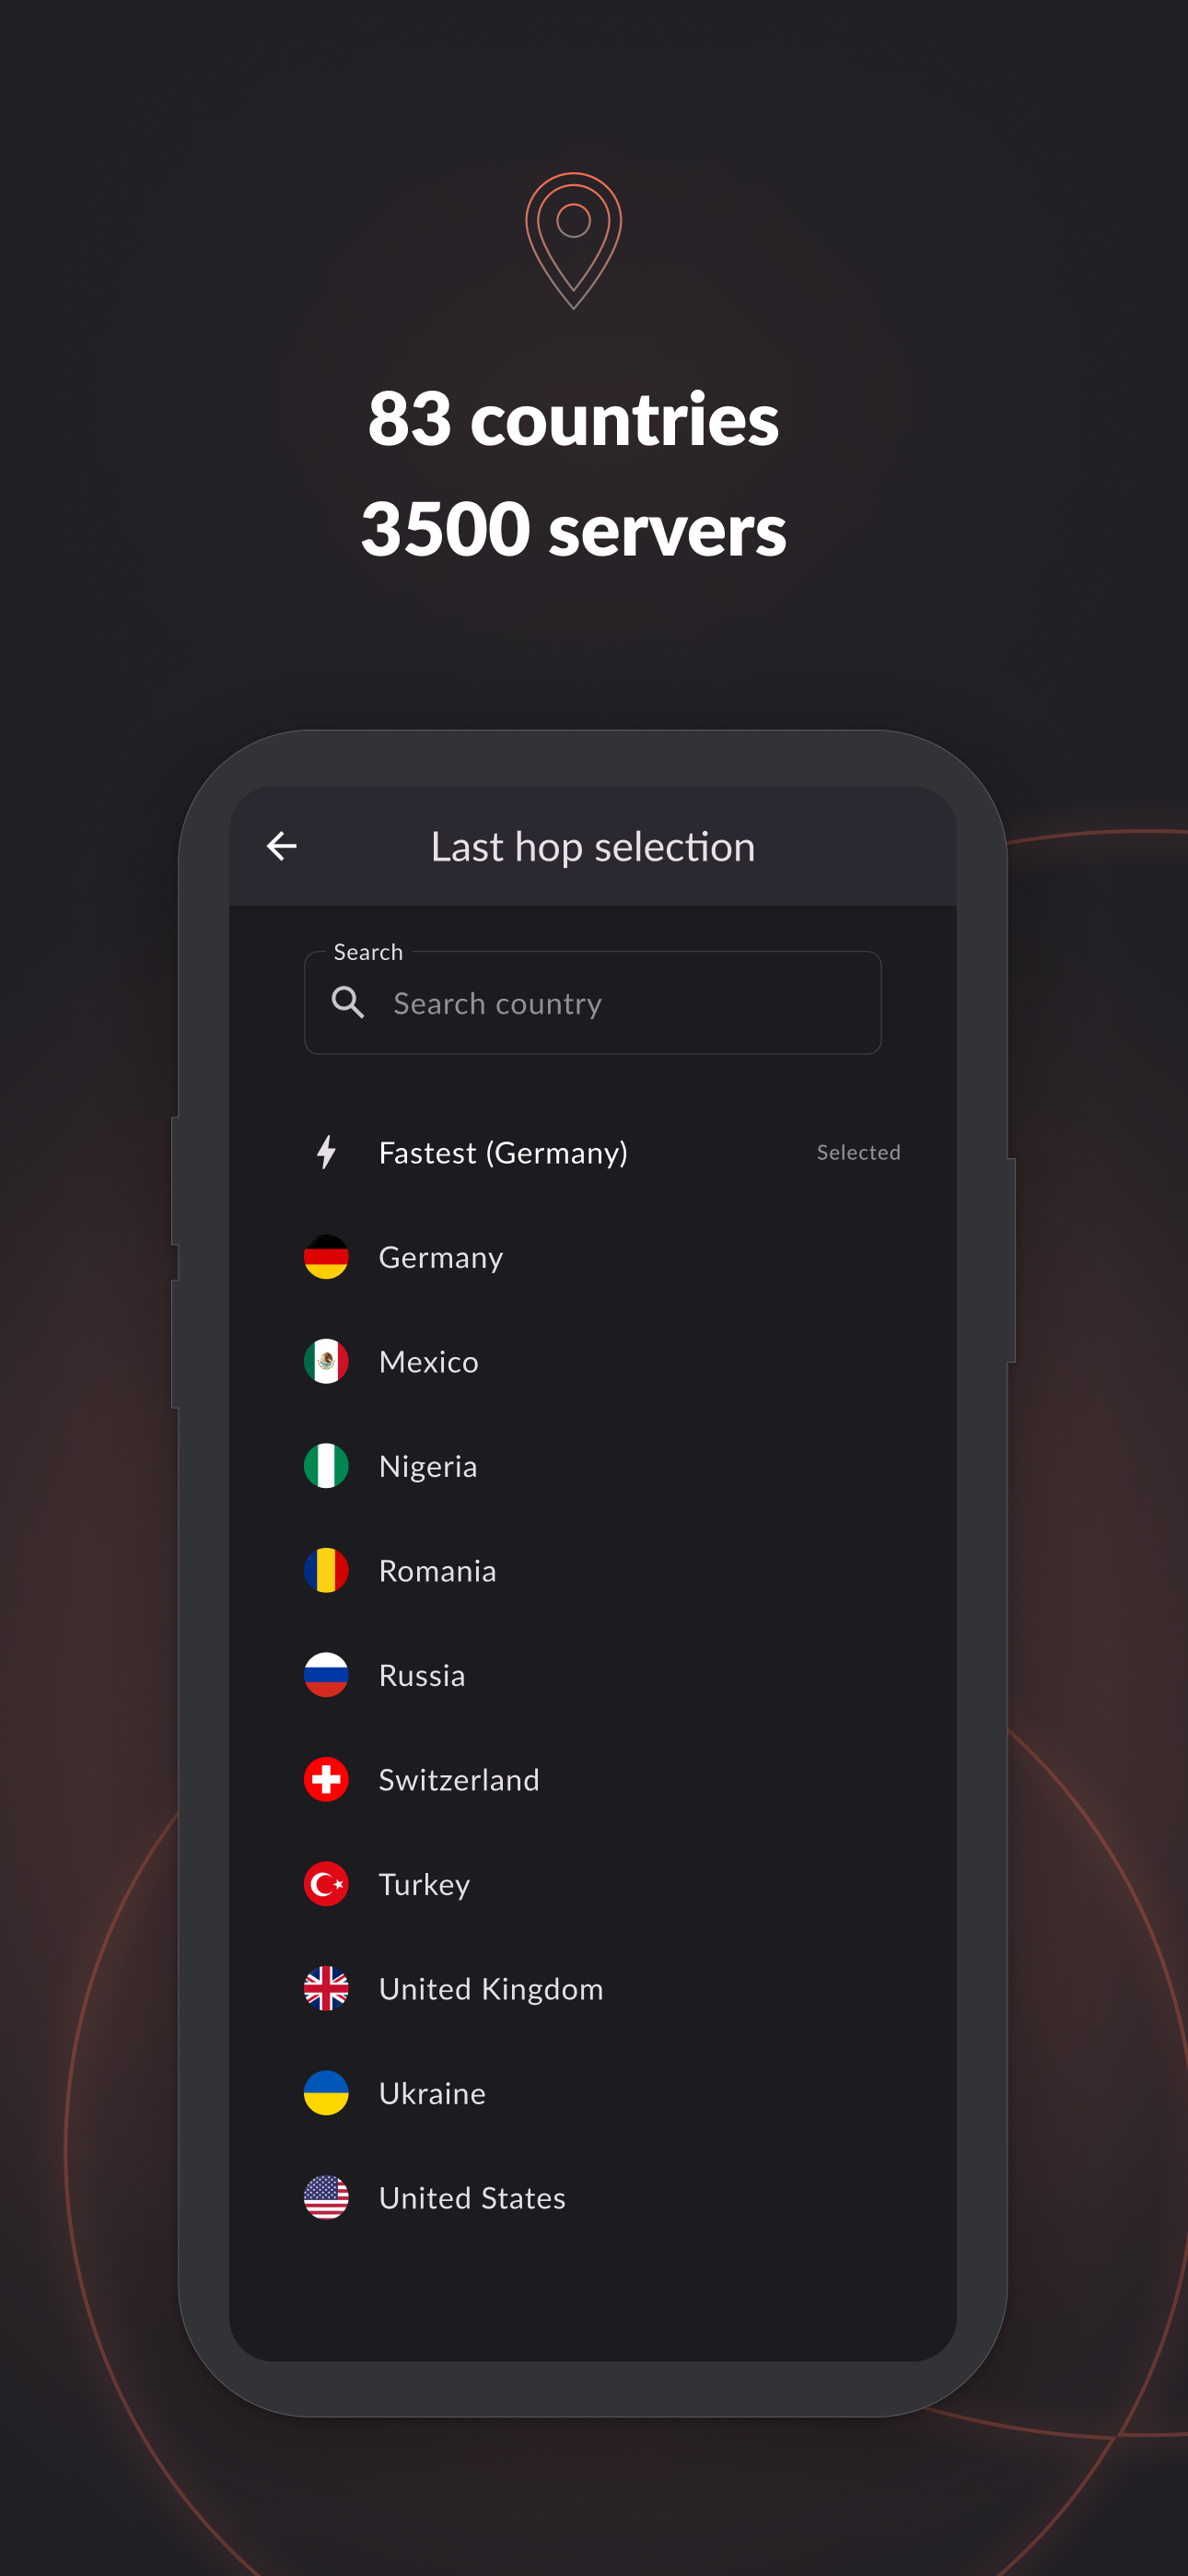 83 countries
3500 servers
Last hop selection
Search
Search country
Fastest (Germany)
Selected
Germany
Mexico
Nigeria
Romania
Russia
Switzerland
Turkey
United Kingdom
Ukraine
United States